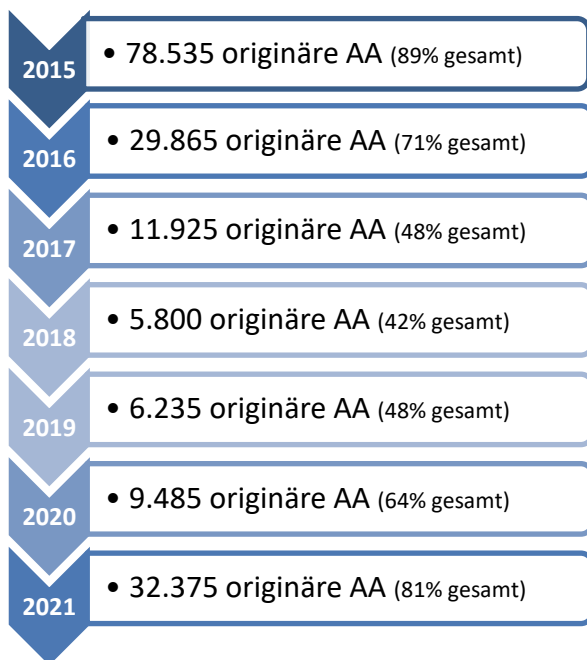 2015
• 78.535 originäre AA (89% gesamt)
2016
• 29.865 originäre AA (71% gesamt)
2017
• 11.925 originäre AA (48% gesamt)
2018
• 5.800 originäre AA (42% gesamt)
2019
• 6.235 originäre AA (48% gesamt)
2020
• 9.485 originäre AA (64% gesamt)
2021
• 32.375 originäre AA (81% gesamt)